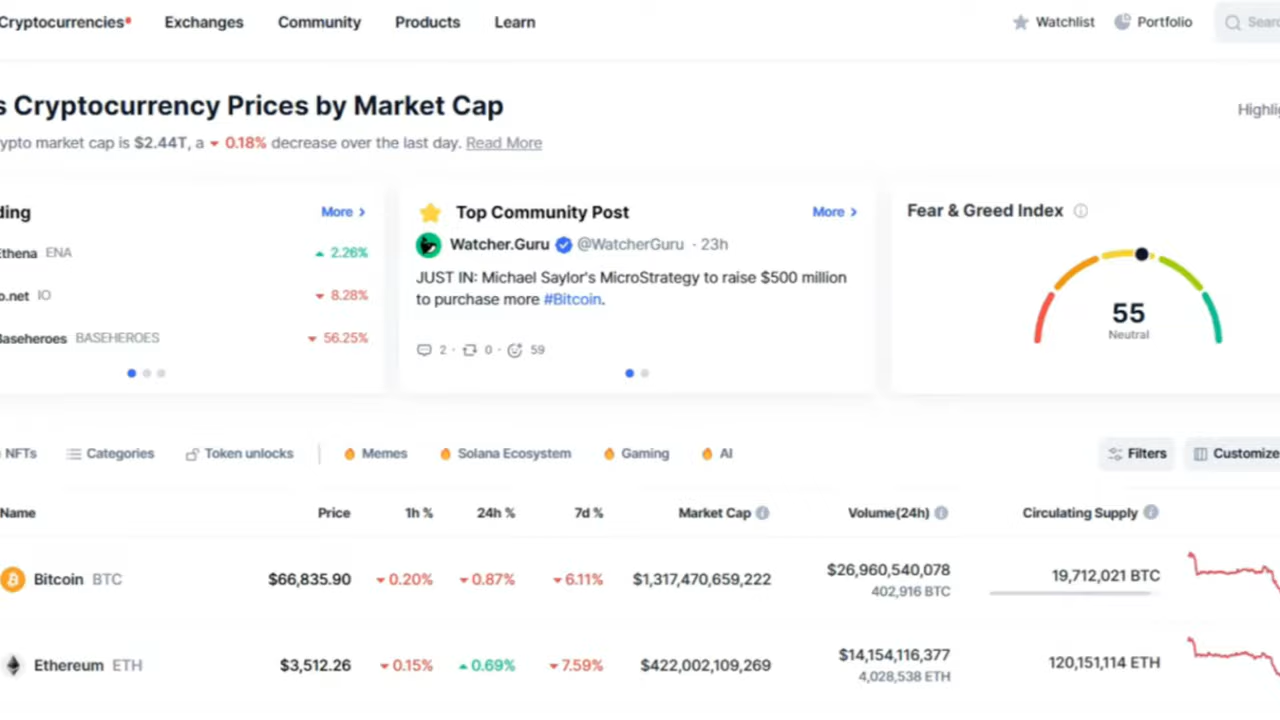 Cryptocurrencies Exchanges Community Products Learn Watchlist Portfolio
s Cryptocurrency Prices by Market Cap
Highlig
ypto market cap is $2.44T, a 0.18% decrease over the last day. Read More
ding More >
thena ENA 2.26%
o.net IO 8.28%
Baseheroes BASEHEROES 56.25%
Top Community Post More >
Watcher.Guru @WatcherGuru · 23h
JUST IN: Michael Saylor's MicroStrategy to raise $500 million
to purchase more #Bitcoin.
2 · 0 · 59
Fear & Greed Index
55
Neutral
NFTs Categories Token unlocks Memes Solana Ecosystem Gaming AI Filters Customize
Name Price 1h % 24h % 7d % Market Cap Volume(24h) Circulating Supply
Bitcoin BTC $66,835.90 0.20% 0.87% 6.11% $1,317,470,659,222 $26,960,540,078 19,712,021 BTC
402,916 BTC
Ethereum ETH $3,512.26 0.15% 0.69% 7.59% $422,002,109,269 $14,154,116,377 120,151,114 ETH
4,028,538 ETH